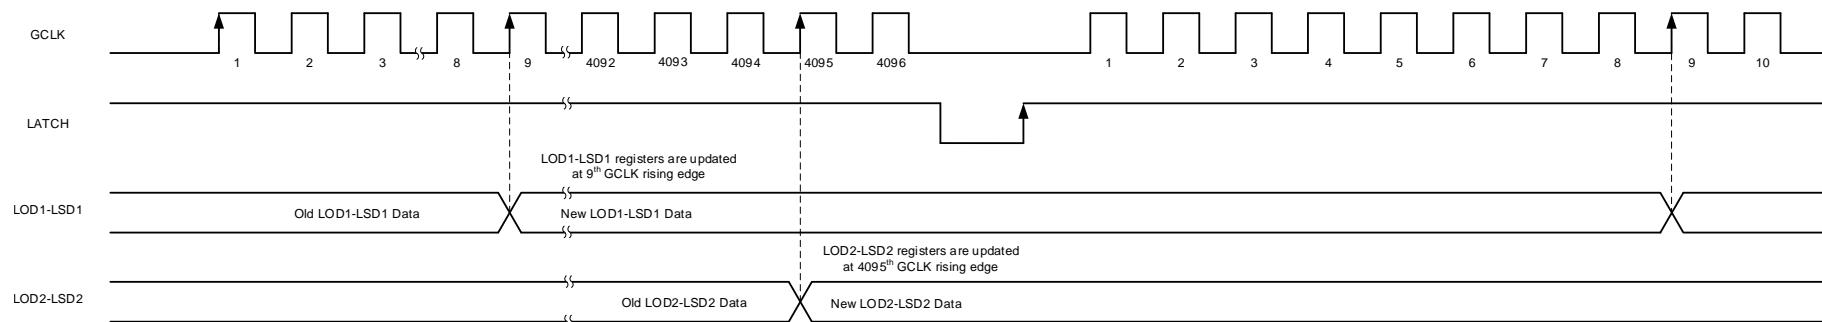 GCLK
1 2 3 8 9 4092 4093 4094 4095 4096 1 2 3 4 5 6 7 8 9 10
LATCH
LOD1-LSD1 registers are updated
at 9th GCLK rising edge
LOD1-LSD1
Old LOD1-LSD1 Data
New LOD1-LSD1 Data
LOD2-LSD2 registers are updated
at 4095th GCLK rising edge
LOD2-LSD2
Old LOD2-LSD2 Data
New LOD2-LSD2 Data